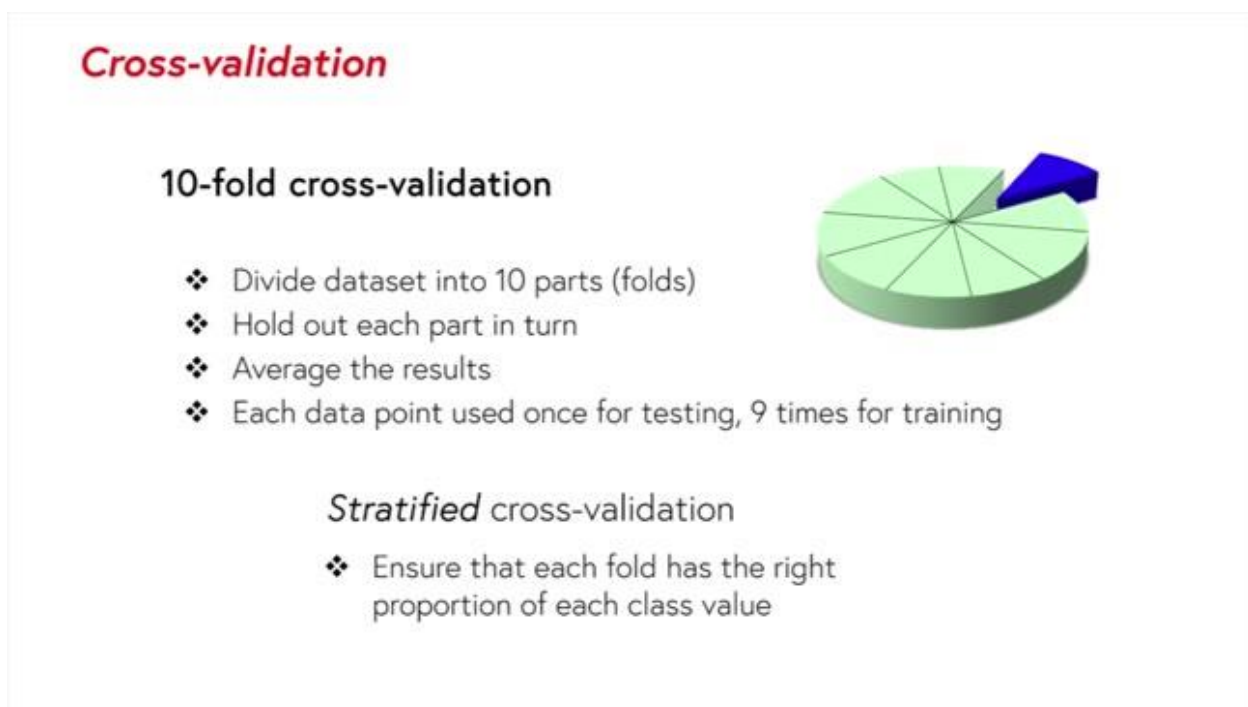 Cross-validation
10-fold cross-validation
❖ Divide dataset into 10 parts (folds)
❖ Hold out each part in turn
❖ Average the results
❖ Each data point used once for testing, 9 times for training
Stratified cross-validation
❖ Ensure that each fold has the right
proportion of each class value